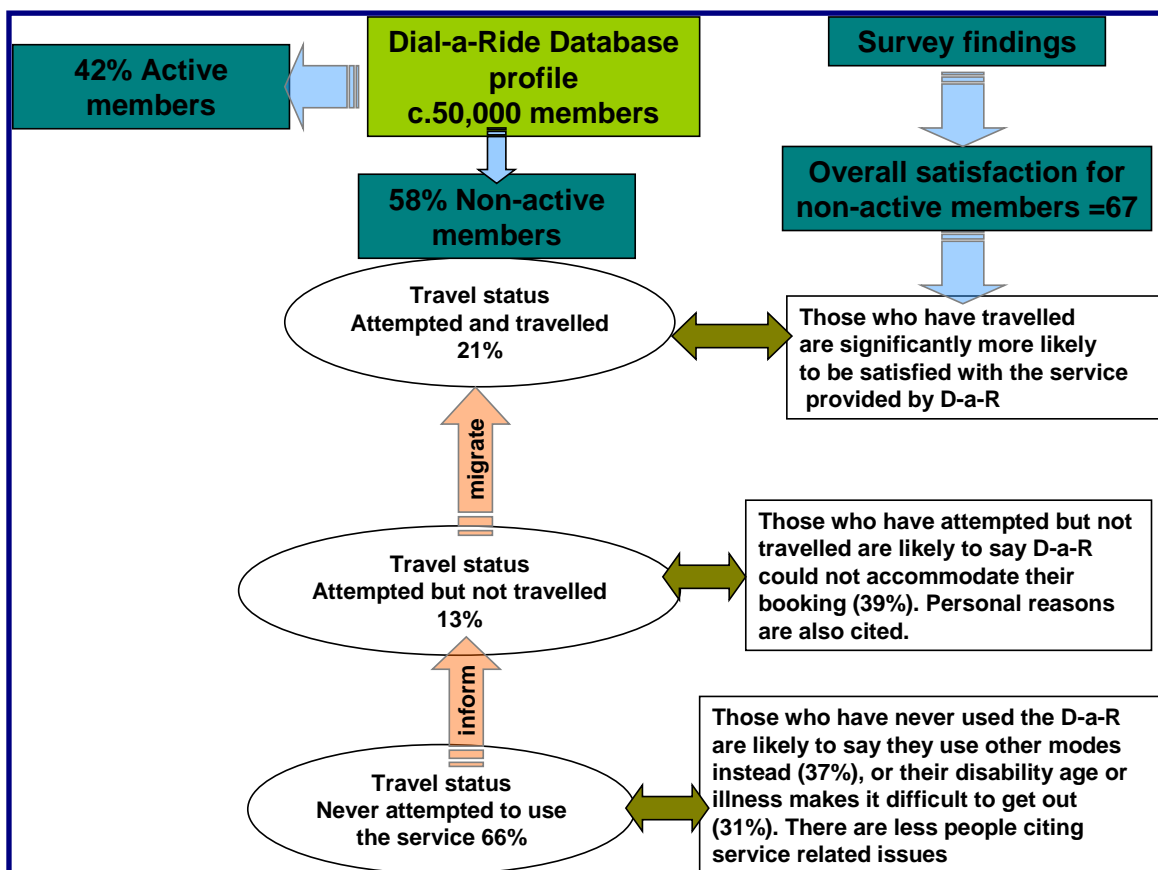 42% Active
members
Dial-a-Ride Database
profile
c.50,000 members
Survey findings
58% Non-active
members
Overall satisfaction for
non-active members =67
Travel status
Attempted and travelled
21%
Those who have travelled
are significantly more likely
to be satisfied with the service
provided by D-a-R
migrate
Travel status
Attempted but not travelled
13%
Those who have attempted but not
travelled are likely to say D-a-R
could not accommodate their
booking (39%). Personal reasons
are also cited.
inform
Travel status
Never attempted to use
the service 66%
Those who have never used the D-a-R
are likely to say they use other modes
instead (37%), or their disability age or
illness makes it difficult to get out
(31%). There are less people citing
service related issues